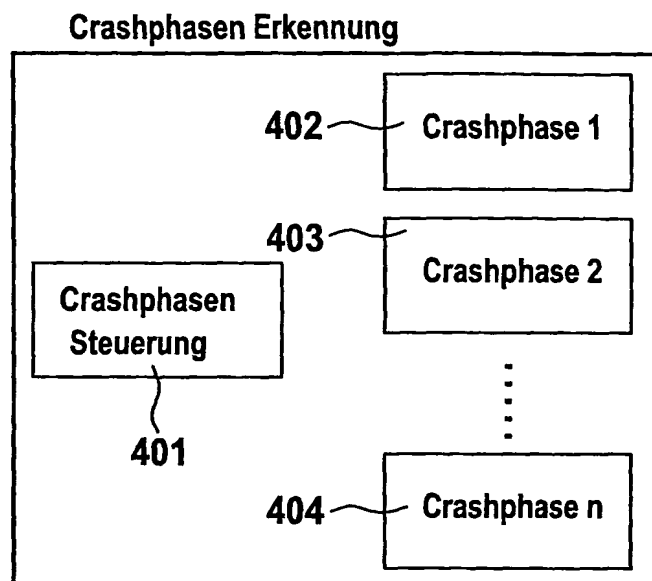 Crashphasen Erkennung
402
Crashphase 1
403
Crashphase 2
Crashphasen
Steuerung
401
404
Crashphase n